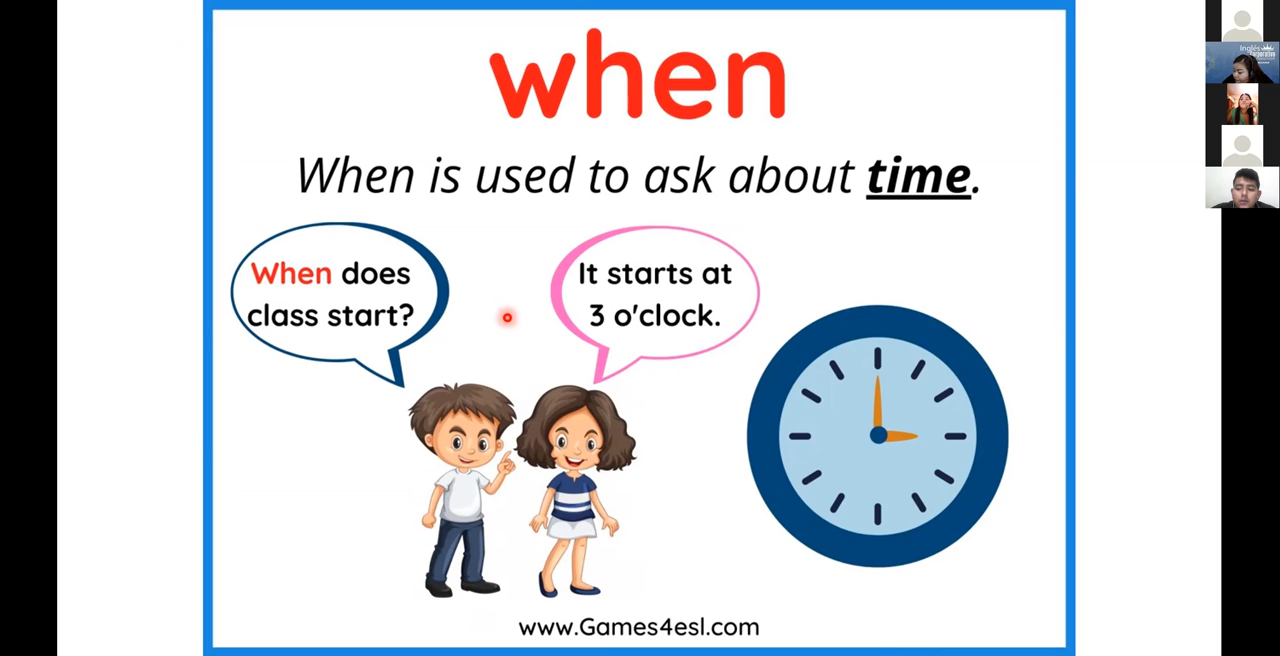 when
When is used to ask about time.
When does
class start?
It starts at
3 o'clock.
www.Games4esl.com
Inglés